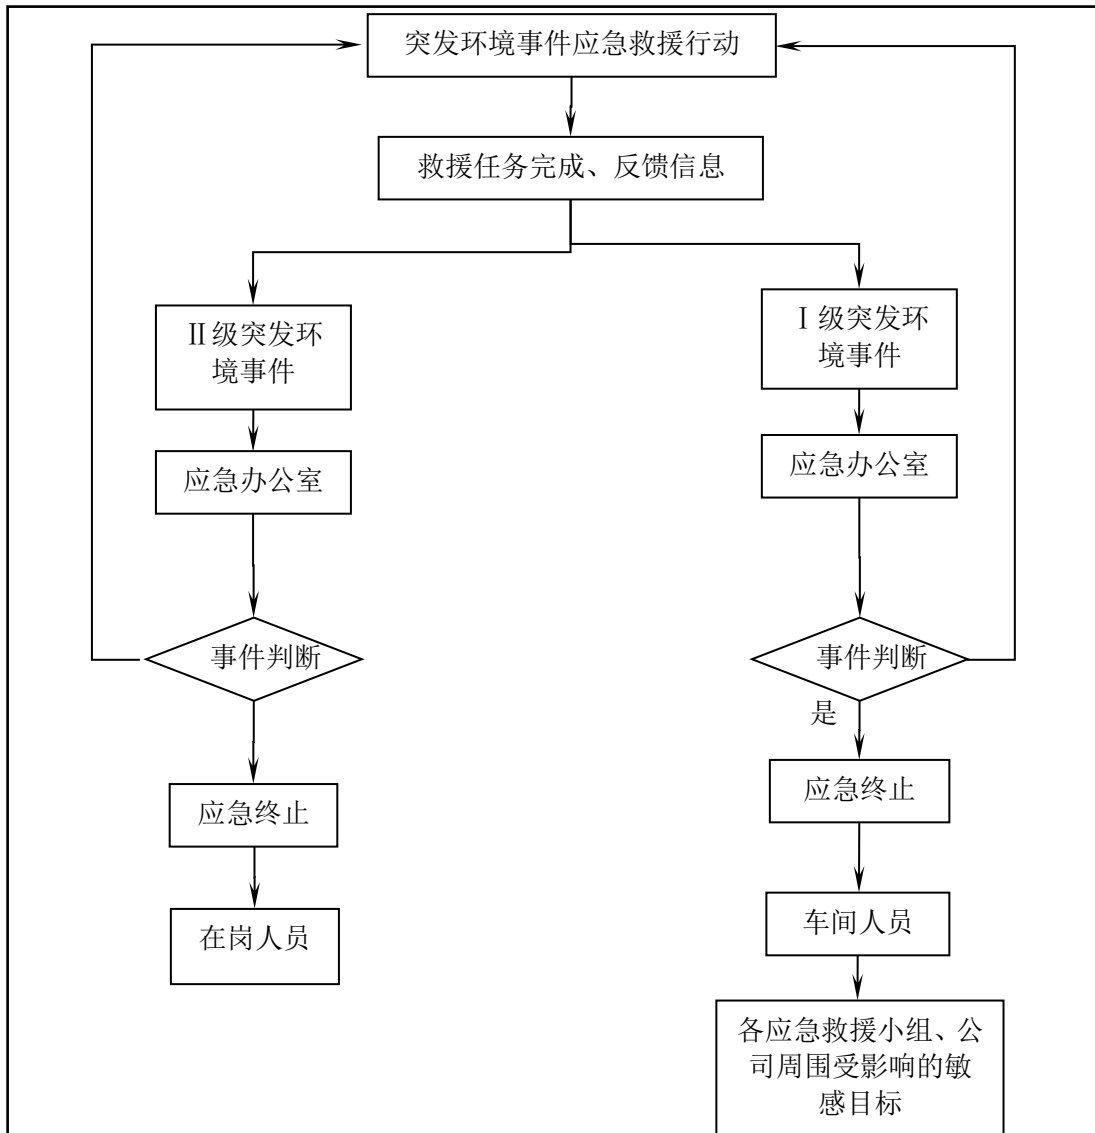 突发环境事件应急救援行动
救援任务完成、反馈信息
Ⅱ级突发环
境事件
Ⅰ级突发环
境事件
应急办公室
应急办公室
事件判断
事件判断
是
应急终止
应急终止
在岗人员
车间人员
各应急救援小组、公
司周围受影响的敏
感目标